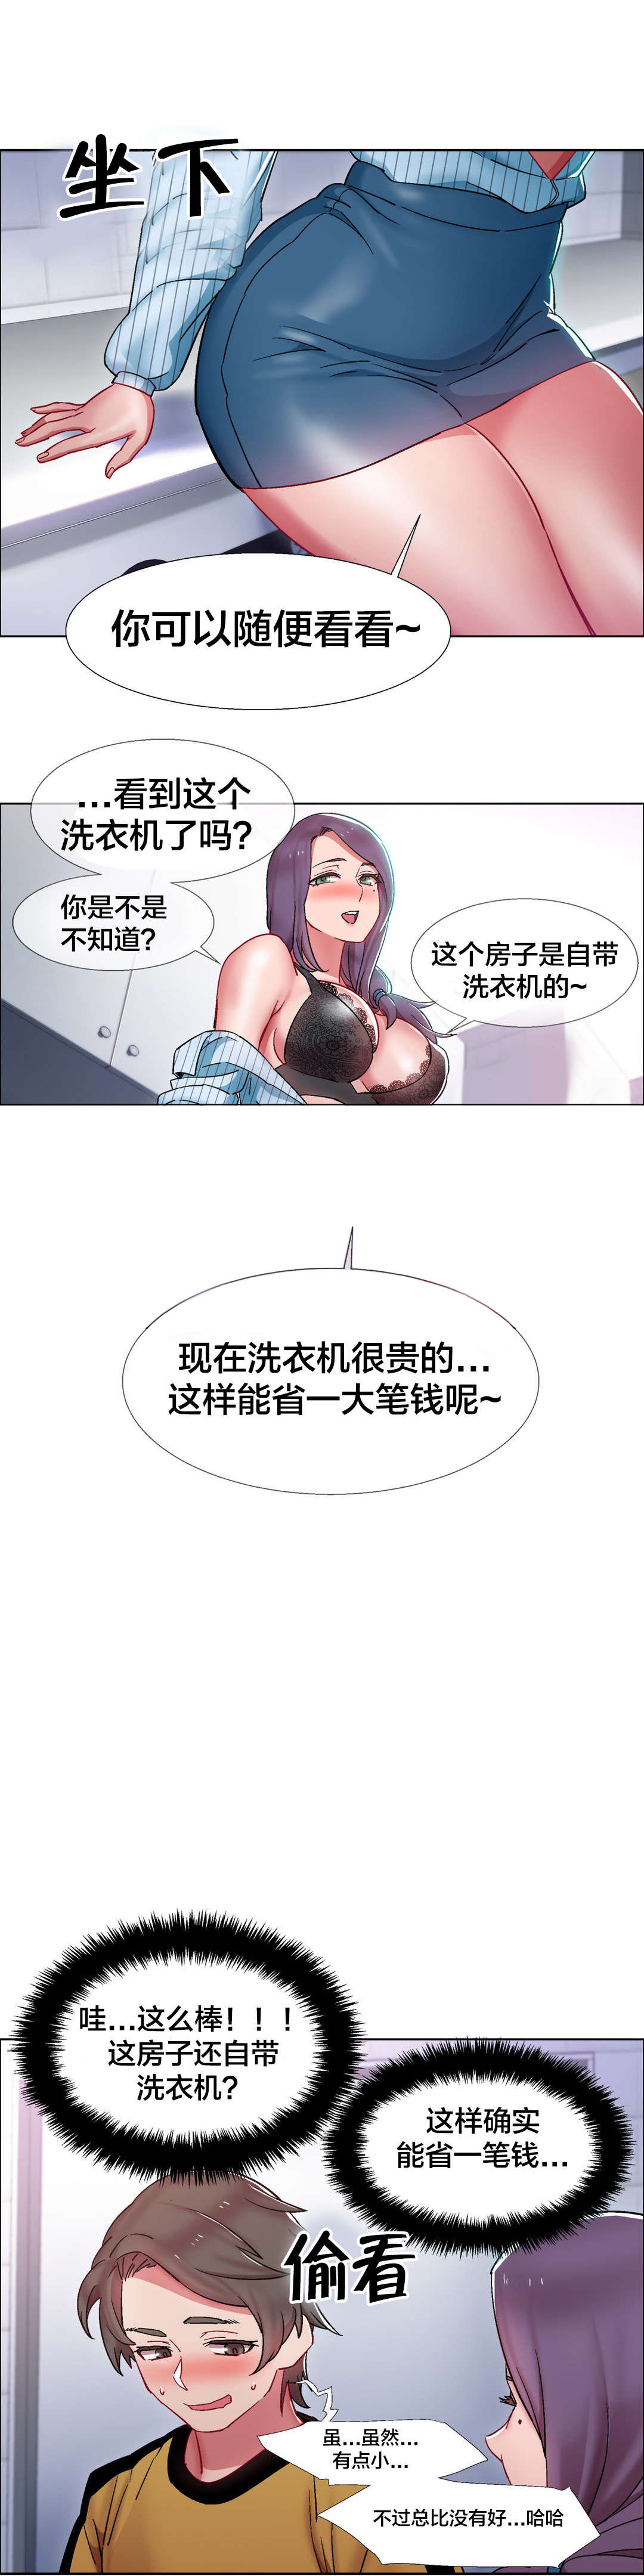 坐下
你可以随便看看~
...看到这个
洗衣机了吗?
你是不是
不知道?
这个房子是自带
洗衣机的~
现在洗衣机很贵的...
这样能省一大笔钱呢~
哇...这么棒！！！
这房子还自带
洗衣机?
这样确实
能省一笔钱...
偷看
虽...虽然...
有点小...
不过总比没有好...哈哈